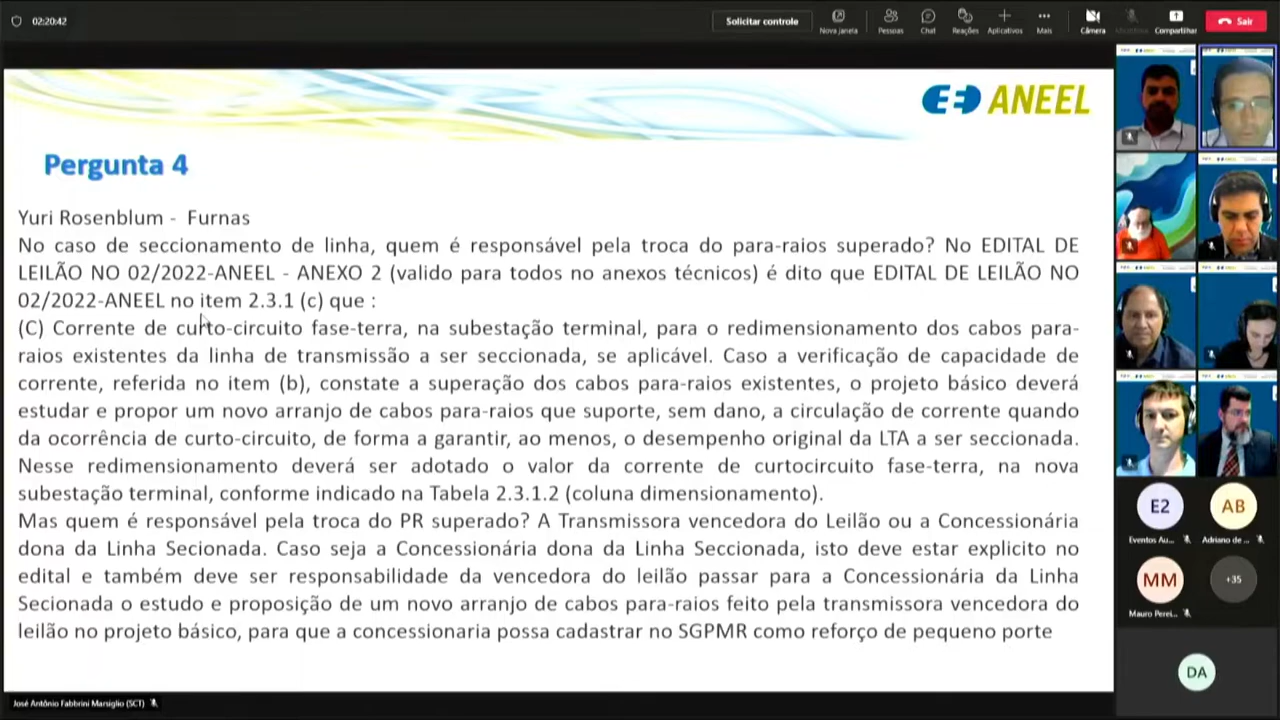 02:20:42
Solicitar controle
Nova janela
Pessoas
Chat
Reações
Aplicativos
Mais
Câmera
Compartilhar
Sair
ANEEL
Pergunta 4
Yuri Rosenblum - Furnas
No caso de seccionamento de linha, quem é responsável pela troca do para-raios superado? No EDITAL DE
LEILÃO NO 02/2022-ANEEL - ANEXO 2 (valido para todos no anexos técnicos) é dito que EDITAL DE LEILÃO NO
02/2022-ANEEL no item 2.3.1 (c) que :
(C) Corrente de curto-circuito fase-terra, na subestação terminal, para o redimensionamento dos cabos para-
raios existentes da linha de transmissão a ser seccionada, se aplicável. Caso a verificação de capacidade de
corrente, referida no item (b), constate a superação dos cabos para-raios existentes, o projeto básico deverá
estudar e propor um novo arranjo de cabos para-raios que suporte, sem dano, a circulação de corrente quando
da ocorrência de curto-circuito, de forma a garantir, ao menos, o desempenho original da LTA a ser seccionada.
Nesse redimensionamento deverá ser adotado o valor da corrente de curtocircuito fase-terra, na nova
subestação terminal, conforme indicado na Tabela 2.3.1.2 (coluna dimensionamento).
Mas quem é responsável pela troca do PR superado? A Transmissora vencedora do Leilão ou a Concessionária
dona da Linha Secionada. Caso seja a Concessionária dona da Linha Seccionada, isto deve estar explicito no
edital e também deve ser responsabilidade da vencedora do leilão passar para a Concessionária da Linha
Secionada o estudo e proposição de um novo arranjo de cabos para-raios feito pela transmissora vencedora do
leilão no projeto básico, para que a concessionaria possa cadastrar no SGPMR como reforço de pequeno porte
José Antônio Fabbrini Marsiglio (SCT)
E2
AB
Eventos Au...
Adriano de ...
MM
+35
Mauro Perei...
DA